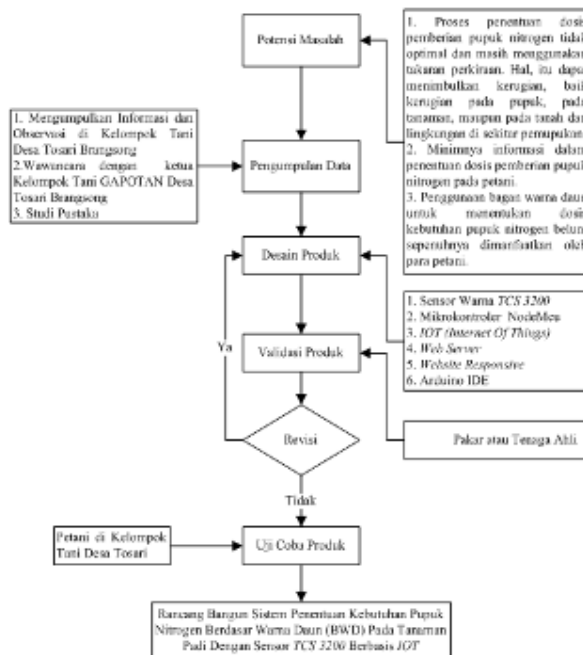 Potensi Masalah
1. Proses penentuan dosis
pemberian pupuk nitrogen tidak
optimal dan masih menggunakan
takaran perkiraan. Hal, itu dapa
menimbulkan kerugian, baik
kerugian pada pupuk, pada
tanaman, maupun pada tanah dan
lingkungan di sekitar pemupukan
2. Minimnya informasi dalam
penentuan dosis pemberian pupuk
nitrogen pada petani.
3. Penggunaan bagan warna daun
untuk menentukan dosis
kebutuhan pupuk nitrogen belum
sepenuhnya dimanfaatkan oleh
para petani.
1. Mengumpulkan Informasi dan
Observasi di Kelompok Tani
Desa Tosari Brangsong
2.Wawancara dengan ketua
Kelompok Tani GAPOTAN Desa
Tosari Brangsong
3. Studi Pustaka
Pengumpulan Data
Desain Produk
1. Sensor Warna TCS 3200
2. Mikrokontroler NodeMcu
3. IOT (Internet Of Things)
4. Web Server
5. Website Responsive
6. Arduino IDE
Ya
Validasi Produk
Revisi
Pakar atau Tenaga Ahli
Tidak
Petani di Kelompok
Tani Desa Tosari
Uji Coba Produk
Rancang Bangun Sistem Penentuan Kebutuhan Pupuk
Nitrogen Berdasar Warna Daun (BWD) Pada Tanaman
Padi Dengan Sensor TCS 3200 Berbasis IOT